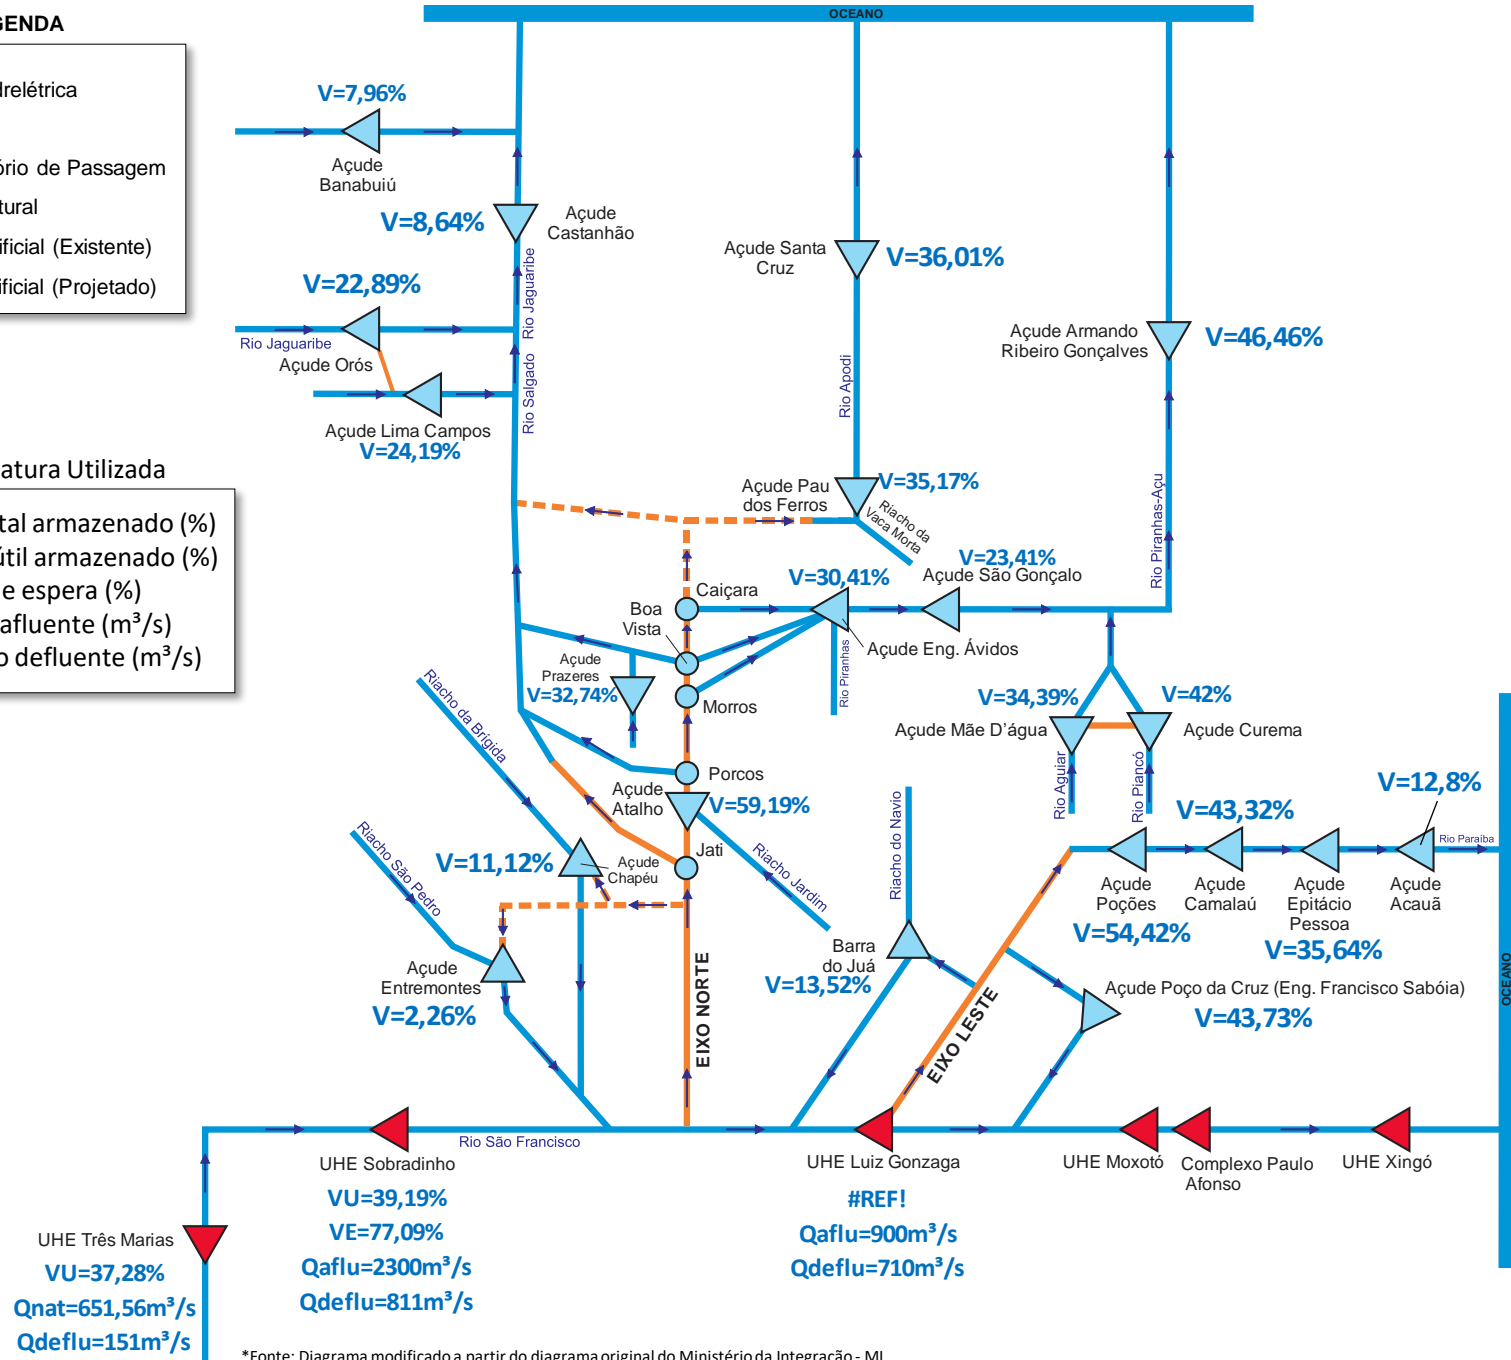 OCEANO
GENDA
drelétrica
ório de Passagem
tural
ificial (Existente)
ificial (Projetado)
V=7,96%
Açude
Banabuiú
V=8,64%
Açude
Castanhão
Rio Jaguaribe
V=22,89%
Rio Jaguaribe
Açude Orós
Rio Salgado
Açude Lima Campos
V=24,19%
Açude Santa
Cruz
V=36,01%
Rio Apodi
Açude Armando
Ribeiro Gonçalves
V=46,46%
Rio Piranhas-Açu
atura Utilizada
tal armazenado (%)
útil armazenado (%)
e espera (%)
afluente (m³/s)
o defluente (m³/s)
Açude Pau
dos Ferros
V=35,17%
Riacho da
Vaca Morta
V=23,41%
Açude São Gonçalo
V=30,41%
Açude Eng. Ávidos
Rio Piranhas
Caiçara
Boa
Vista
Morros
Açude
Prazeres
V=32,74%
Porcos
Açude
Atalho
V=59,19%
Jati
Riacho Jardim
Riacho da Brígida
Riacho São Pedro
V=11,12%
Açude
Chapéu
Açude
Entremontes
V=2,26%
EIXO NORTE
V=34,39%
Açude Mãe D’água
V=42%
Açude Curema
Rio Aguiar
Rio Piancó
V=12,8%
V=43,32%
Rio Paraíba
Açude
Poções
V=54,42%
Açude
Camalaú
Açude
Epitácio
Pessoa
V=35,64%
Açude
Acauã
Riacho do Navio
Barra
do Juá
V=13,52%
EIXO LESTE
Açude Poço da Cruz (Eng. Francisco Sabóia)
V=43,73%
OCEANO
Rio São Francisco
UHE Sobradinho
VU=39,19%
VE=77,09%
Qaflu=2300m³/s
Qdeflu=811m³/s
UHE Luiz Gonzaga
#REF!
Qaflu=900m³/s
Qdeflu=710m³/s
UHE Moxotó
Complexo Paulo
Afonso
UHE Xingó
UHE Três Marias
VU=37,28%
Qnat=651,56m³/s
Qdeflu=151m³/s
*Fonte: Diagrama modificado a partir do diagrama original do Ministério da Integração - MI